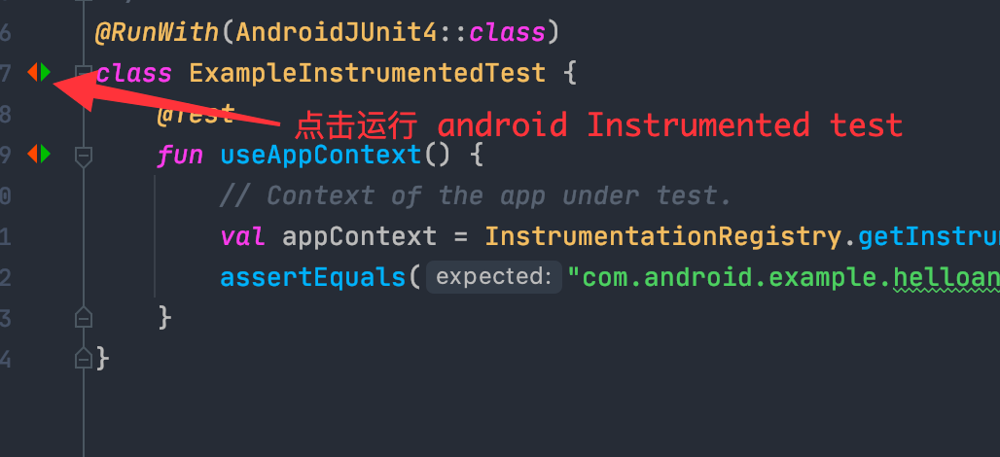 6 @RunWith(AndroidJUnit4::class)
7 class ExampleInstrumentedTest {
8 @Test
点击运行 android Instrumented test
9 fun useAppContext() {
0 // Context of the app under test.
1 val appContext = InstrumentationRegistry.getInstru
2 assertEquals( expected: "com.android.example.helloan
3 }
4 }